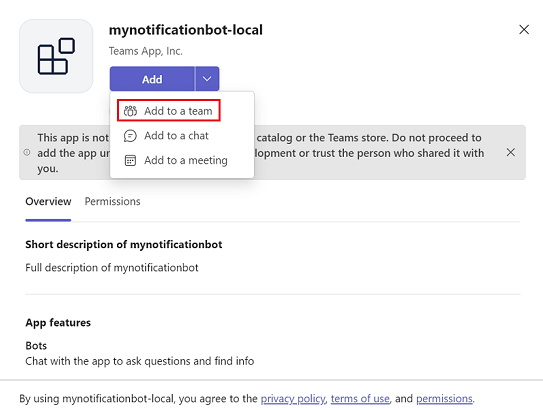 mynotificationbot-local
Teams App, Inc.
Add
Add to a team
Add to a chat
Add to a meeting
This app is not catalog or the Teams store. Do not proceed to
add the app un lopment or trust the person who shared it with
you.
Overview Permissions
Short description of mynotificationbot
Full description of mynotificationbot
App features
Bots
Chat with the app to ask questions and find info
By using mynotificationbot-local, you agree to the privacy policy, terms of use, and permissions.